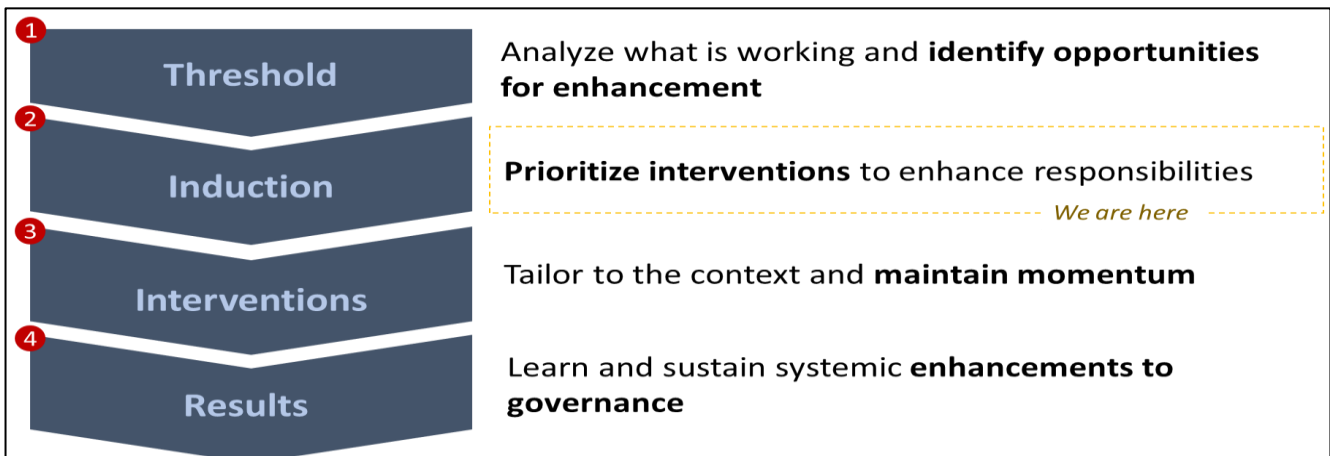 1
Threshold
Analyze what is working and identify opportunities
for enhancement
2
Induction
Prioritize interventions to enhance responsibilities
We are here
3
Interventions
Tailor to the context and maintain momentum
4
Results
Learn and sustain systemic enhancements to
governance